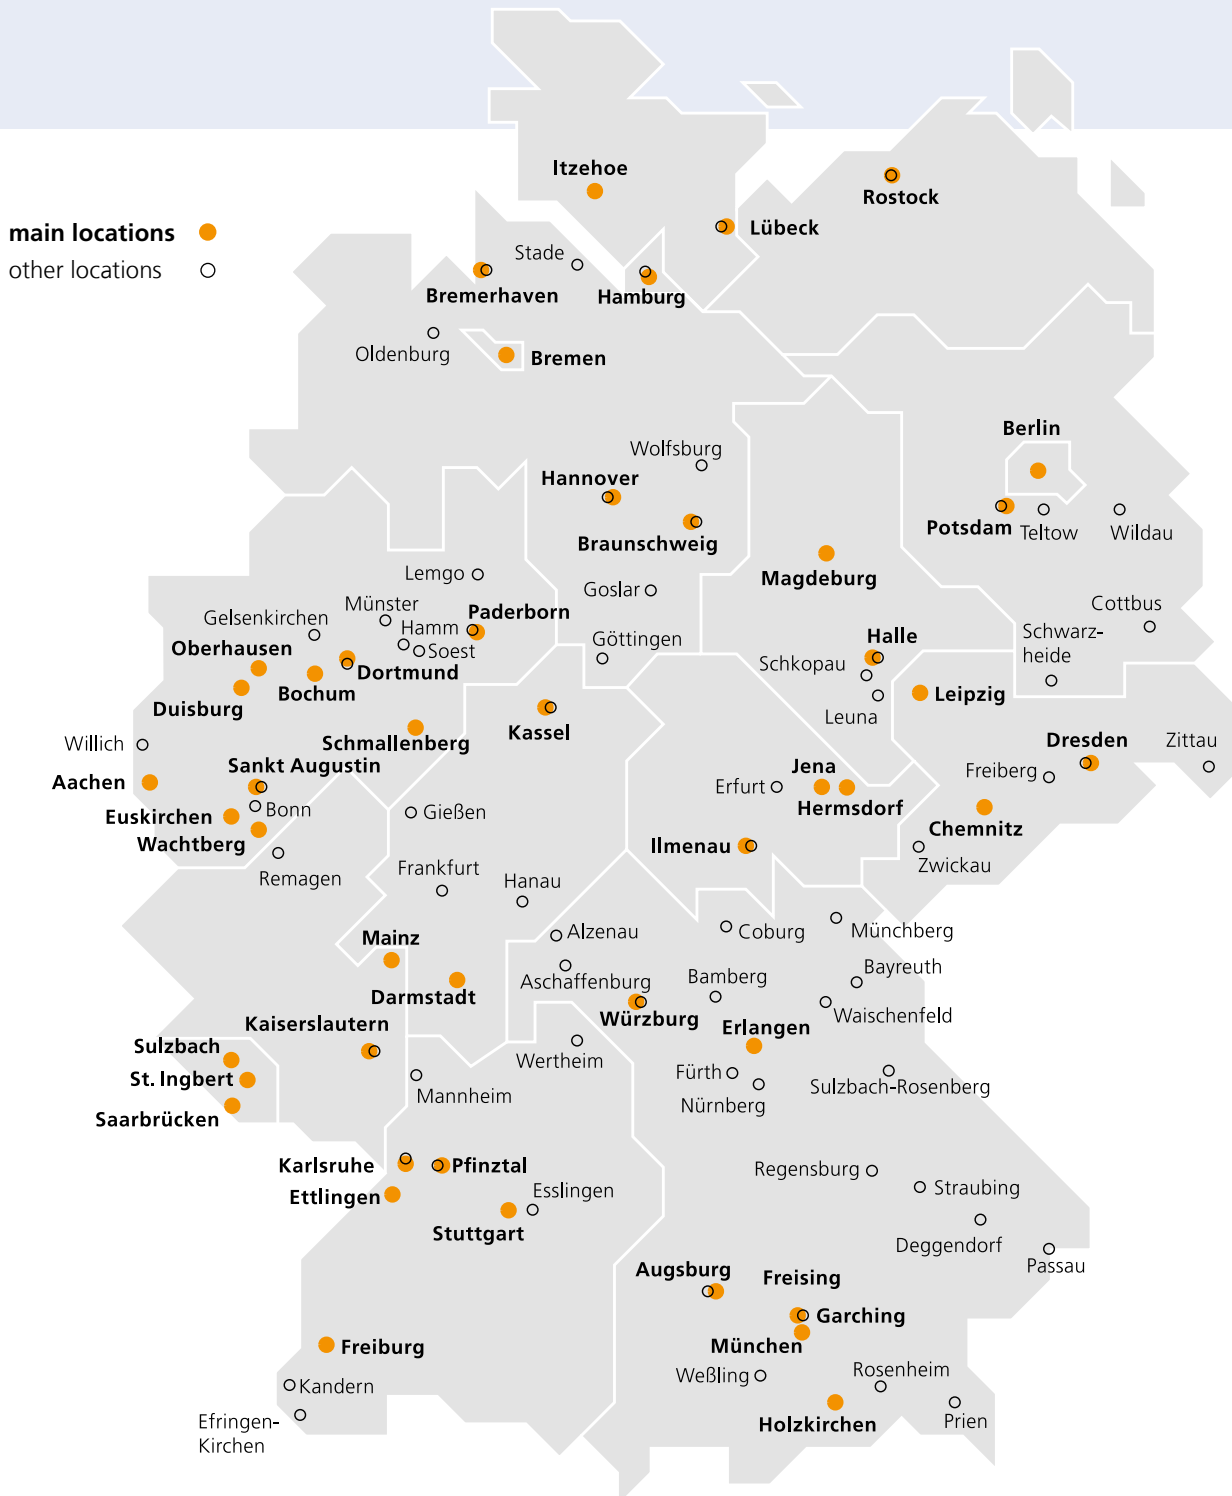 Itzehoe
Rostock
main locations
Lübeck
other locations
Stade
Bremerhaven
Hamburg
Oldenburg
Bremen
Berlin
Wolfsburg
Hannover
Potsdam
Teltow
Wildau
Braunschweig
Magdeburg
Lemgo
Goslar
Münster
Paderborn
Cottbus
Gelsenkirchen
Hamm
Göttingen
Halle
Schwarz-
heide
Oberhausen
Soest
Schkopau
Dortmund
Bochum
Leipzig
Duisburg
Leuna
Schmallenberg
Kassel
Willich
Dresden
Zittau
Sankt Augustin
Jena
Freiberg
Aachen
Erfurt
Hermsdorf
Bonn
Gießen
Euskirchen
Chemnitz
Wachtberg
Ilmenau
Zwickau
Remagen
Frankfurt
Hanau
Mainz
Alzenau
Coburg
Münchberg
Bayreuth
Aschaffenburg
Bamberg
Darmstadt
Würzburg
Waischenfeld
Kaiserslautern
Erlangen
Sulzbach
Wertheim
St. Ingbert
Fürth
Sulzbach-Rosenberg
Mannheim
Nürnberg
Saarbrücken
Karlsruhe
Pfinztal
Regensburg
Ettlingen
Esslingen
Straubing
Stuttgart
Deggendorf
Passau
Augsburg
Freising
Garching
Freiburg
München
Weßling
Rosenheim
Kandern
Efringen-
Kirchen
Holzkirchen
Prien